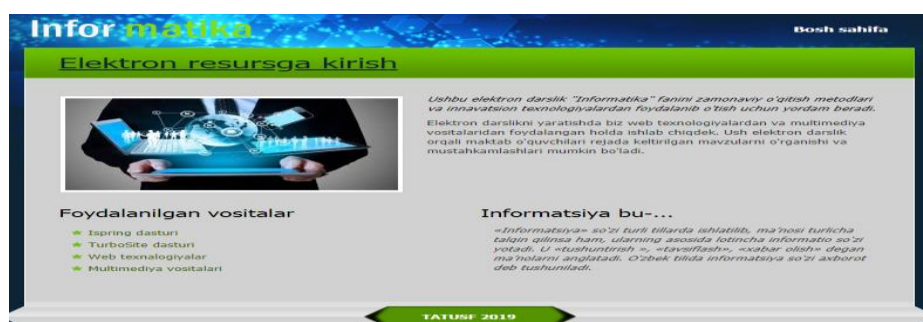 Informatika
Bosh sahifa
Elektron resursga kirish
Ushbu elektron darslik "Informatika" fanini zamonaviy o'qitish metodlari
va innavatsion texnologiyalardan foydalanib o'tish uchun yordam beradi.
Elektron darslikni yaratishda biz web texnologiyalardan va multimediya
vositalaridan foydalangan holda ishlab chiqdek. Ush elektron darslik
orqali maktab o'quvchilari rejada keltirilgan mavzularni o'rganishi va
mustahkamlashlari mumkin bo'ladi.
Foydalanilgan vositalar
Ispring dasturi
TurboSite dasturi
Web texnalogiyalar
Multimediya vositalari
Informatsiya bu-...
«Informatsiya» so'zi turli tillarda ishlatilib, ma'nosi turlicha
talqin qilinsa ham, ularning asosida lotincha informatio so'zi
yotadi. U «tushuntirish », «tavsiflash», «xabar olish» degan
ma'nolarni anglatadi. O'zbek tilida informatsiya so'zi axborot
deb tushuniladi.
TATUSF 2019